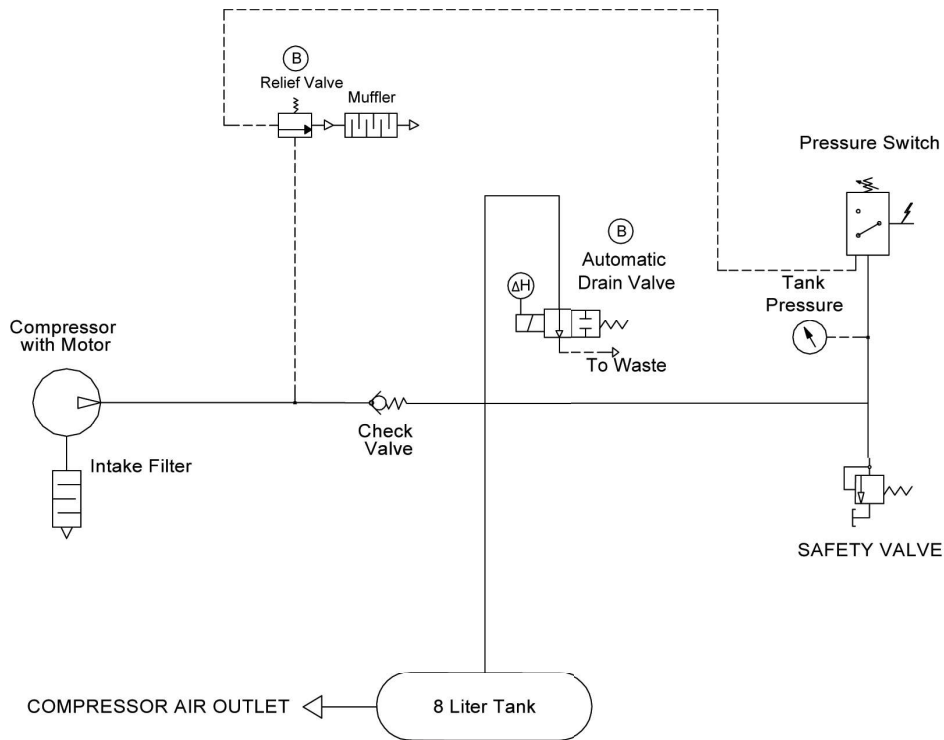 B
Relief Valve
Muffler
Pressure Switch
B
Automatic
Drain Valve
ΔH
Tank
Pressure
To Waste
Compressor
with Motor
Check
Valve
Intake Filter
SAFETY VALVE
COMPRESSOR AIR OUTLET
8 Liter Tank